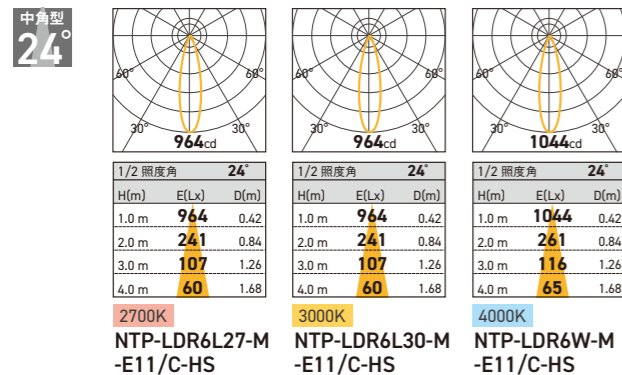 中角型
24°
60° 60°
30° 30°
964cd
60° 60°
30° 30°
964cd
60° 60°
30° 30°
1044cd
1/2 照度角 24°
H(m) E(Lx) D(m)
1.0 m 964 0.42
2.0 m 241 0.84
3.0 m 107 1.26
4.0 m 60 1.68
1/2 照度角 24°
H(m) E(Lx) D(m)
1.0 m 964 0.42
2.0 m 241 0.84
3.0 m 107 1.26
4.0 m 60 1.68
1/2 照度角 24°
H(m) E(Lx) D(m)
1.0 m 1044 0.42
2.0 m 261 0.84
3.0 m 116 1.26
4.0 m 65 1.68
2700K
NTP-LDR6L27-M
-E11/C-HS
3000K
NTP-LDR6L30-M
-E11/C-HS
4000K
NTP-LDR6W-M
-E11/C-HS